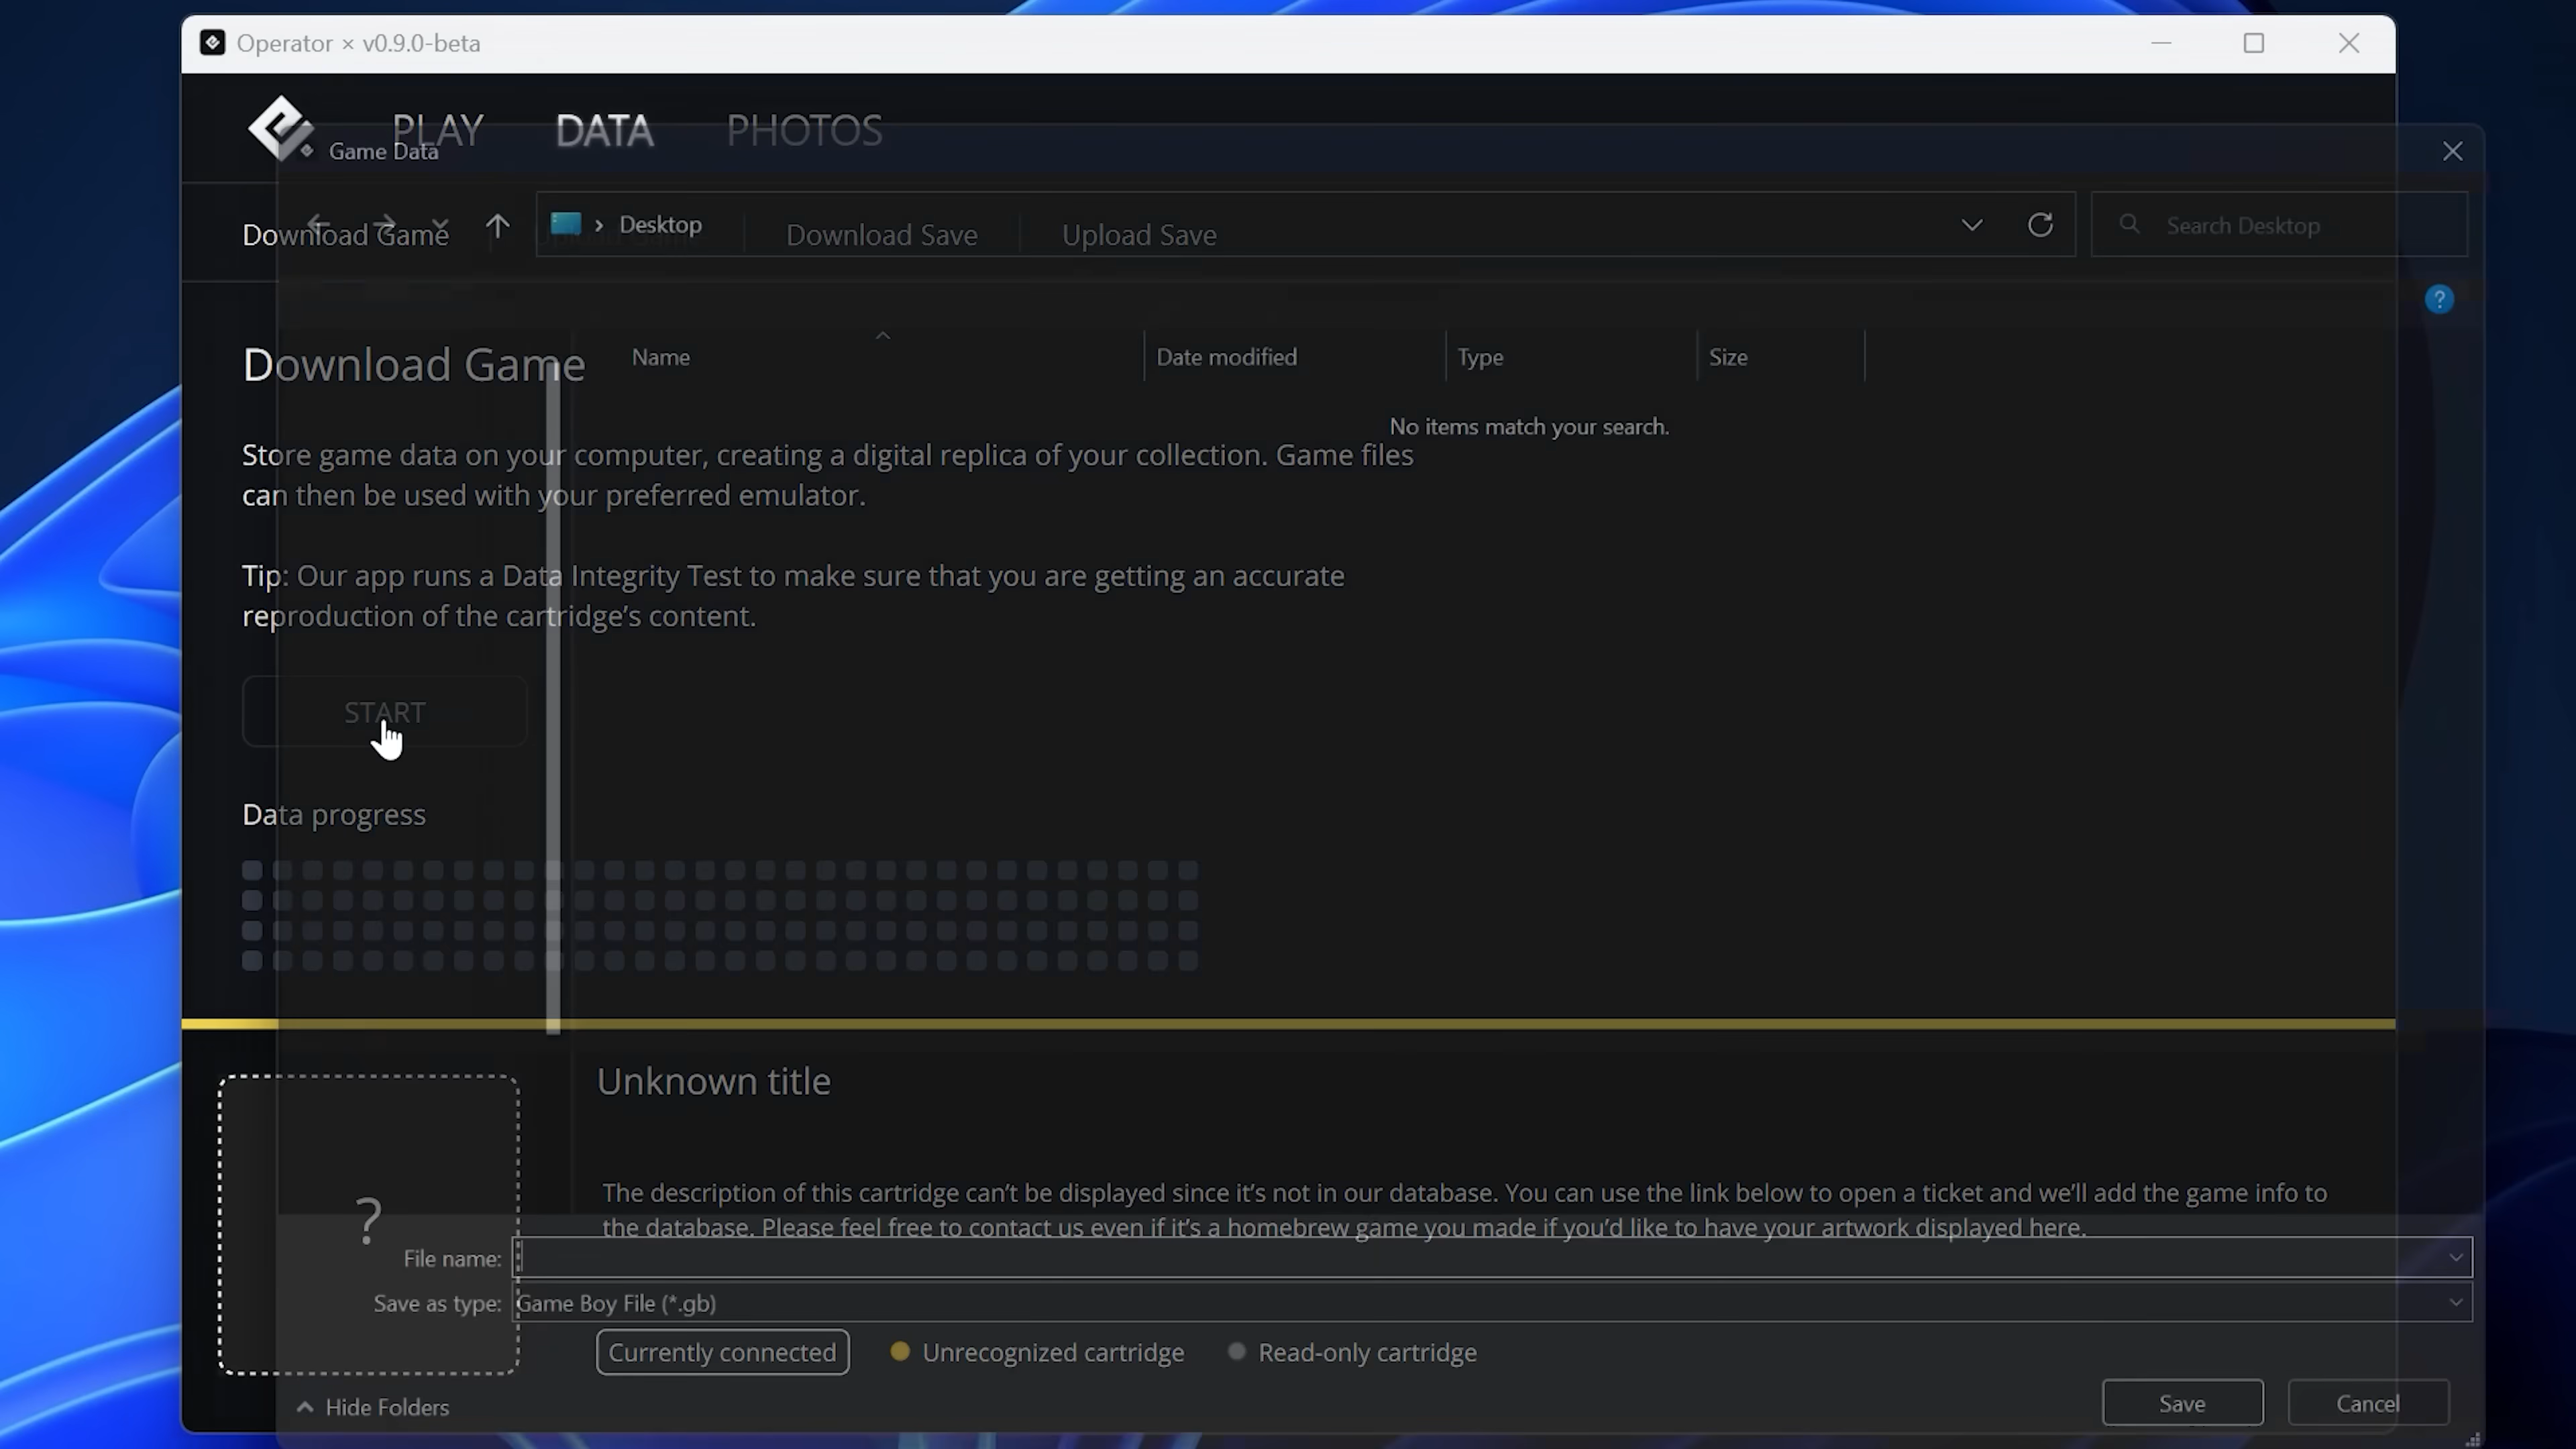 Operator × v0.9.0-beta
PLAY DATA PHOTOS
Game Data
Download Game
Desktop
Download Save
Upload Save
Search Desktop
?
Download Game
Name
Date modified
Type
Size
No items match your search.
Store game data on your computer, creating a digital replica of your collection. Game files
can then be used with your preferred emulator.
Tip: Our app runs a Data Integrity Test to make sure that you are getting an accurate
reproduction of the cartridge's content.
START
Data progress
Unknown title
The description of this cartridge can't be displayed since it's not in our database. You can use the link below to open a ticket and we'll add the game info to
the database. Please feel free to contact us even if it's a homebrew game you made if you'd like to have your artwork displayed here.
?
File name:
Save as type: Game Boy File (*.gb)
Currently connected
Unrecognized cartridge
Read-only cartridge
Hide Folders
Save
Cancel